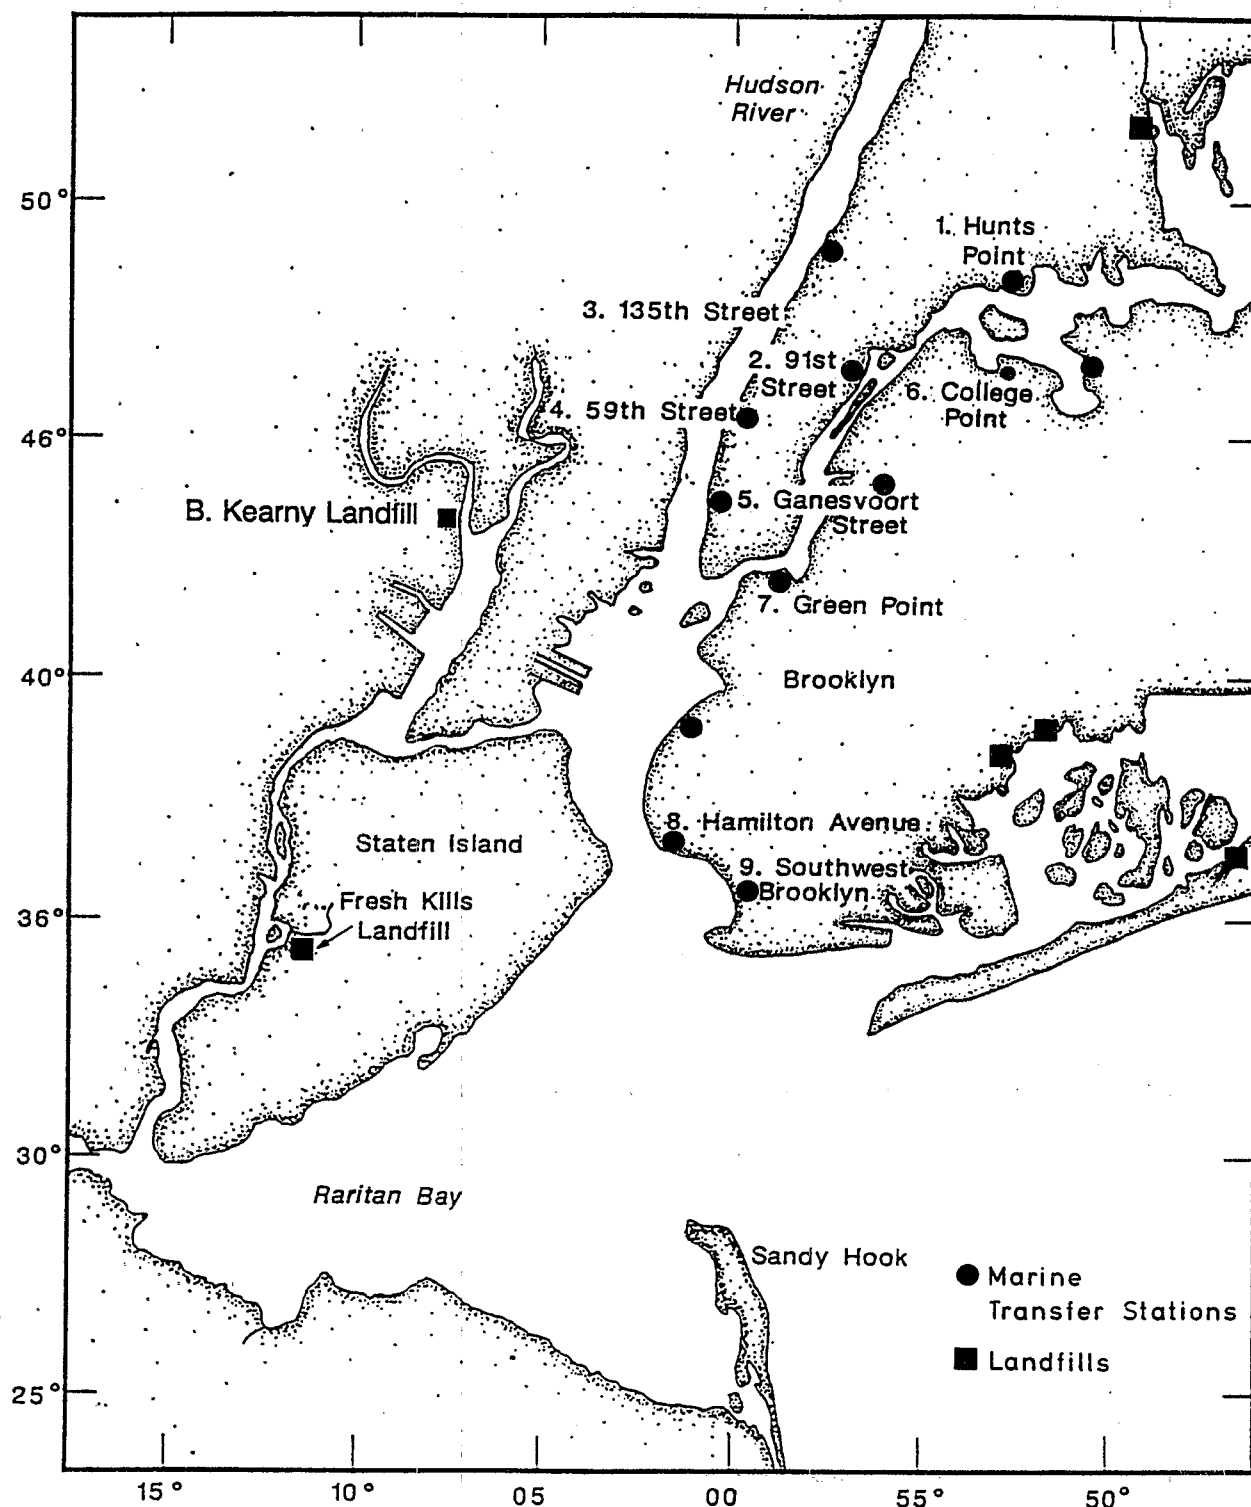 Hudson
River
50°
1. Hunts
Point
3. 135th Street
2. 91st
Street
4. 59th Street
6. College
Point
46°
B. Kearny Landfill
5. Ganesvoort
Street
7. Green Point
40°
Brooklyn
8. Hamilton Avenue
Staten Island
9. Southwest
Brooklyn
Fresh Kills
Landfill
36°
30°
Raritan Bay
Sandy Hook
Marine
Transfer Stations
Landfills
25°
15° 10° 05 00 55° 50°